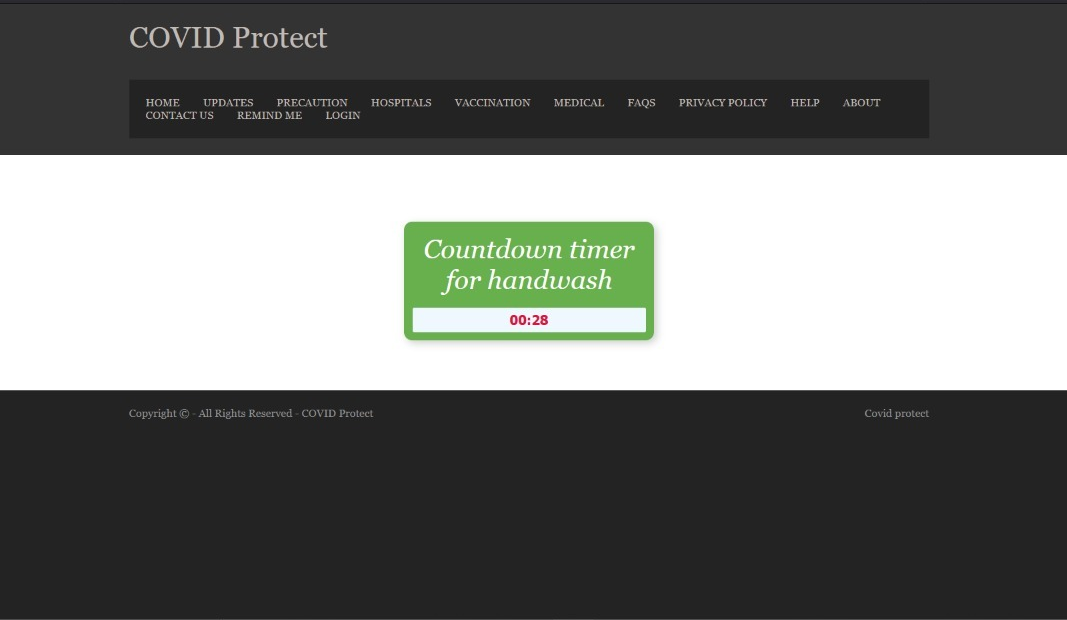 COVID Protect
HOME UPDATES PRECAUTION HOSPITALS VACCINATION MEDICAL FAQS PRIVACY POLICY HELP ABOUT
CONTACT US REMIND ME LOGIN
Countdown timer
for handwash
00:28
Copyright © - All Rights Reserved - COVID Protect Covid protect